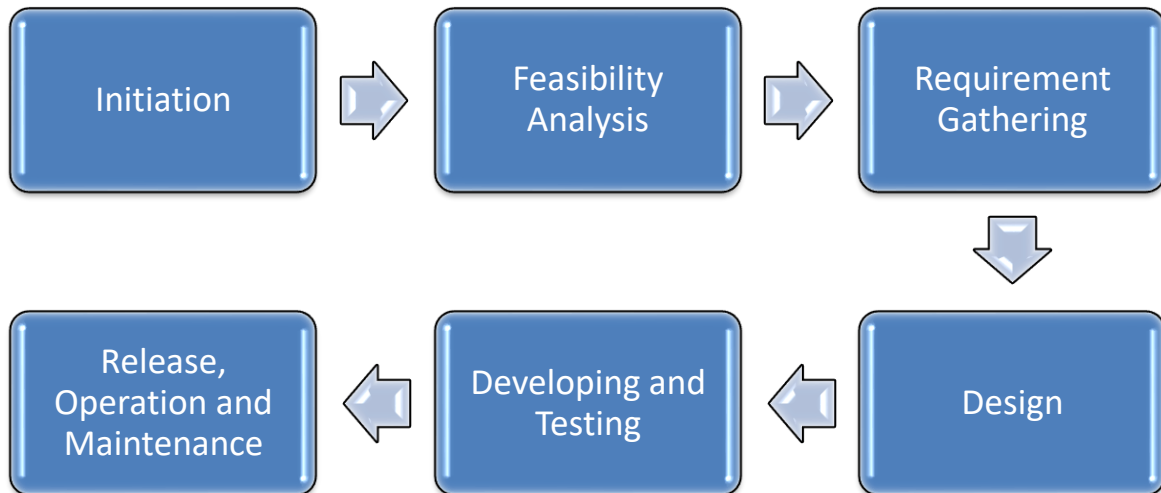 Initiation
Feasibility
Analysis
Requirement
Gathering
Design
Developing and
Testing
Release,
Operation and
Maintenance